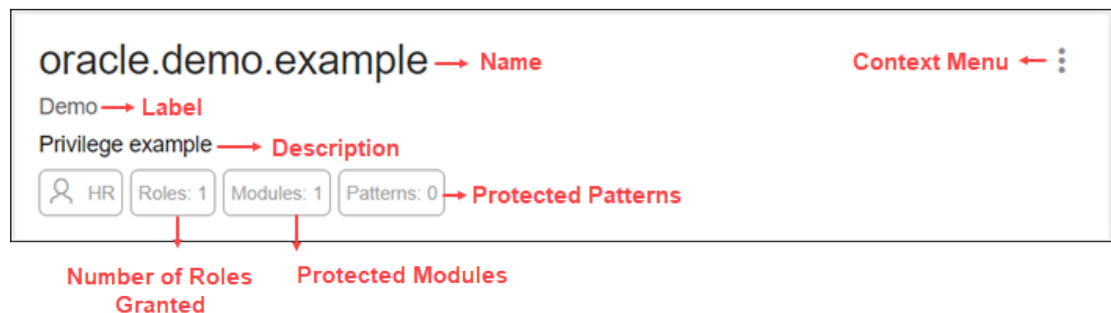 oracle.demo.example Name Context Menu
Demo Label
Privilege example Description
HR Roles: 1 Modules: 1 Patterns: 0 Protected Patterns
Number of Roles Granted
Protected Modules